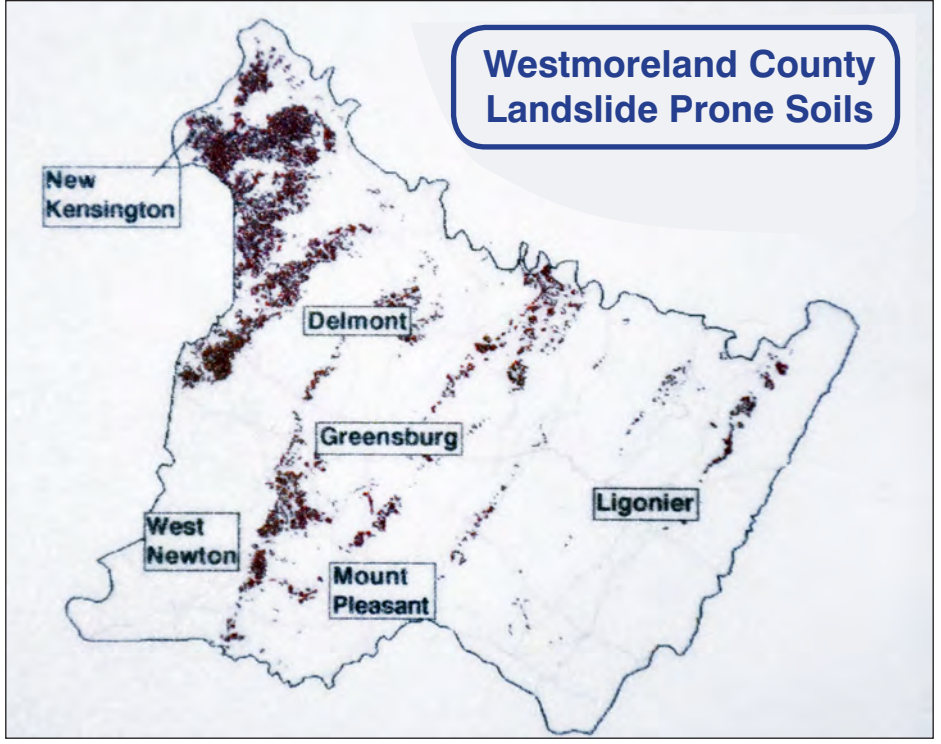 Westmoreland County
Landslide Prone Soils
New
Kensington
Delmont
Greensburg
Ligonier
West
Newton
Mount
Pleasant